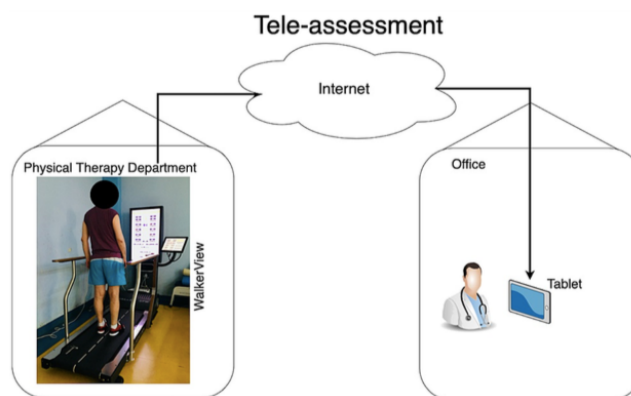 Tele-assessment
Internet
Physical Therapy Department
WalkerView
Office
Tablet